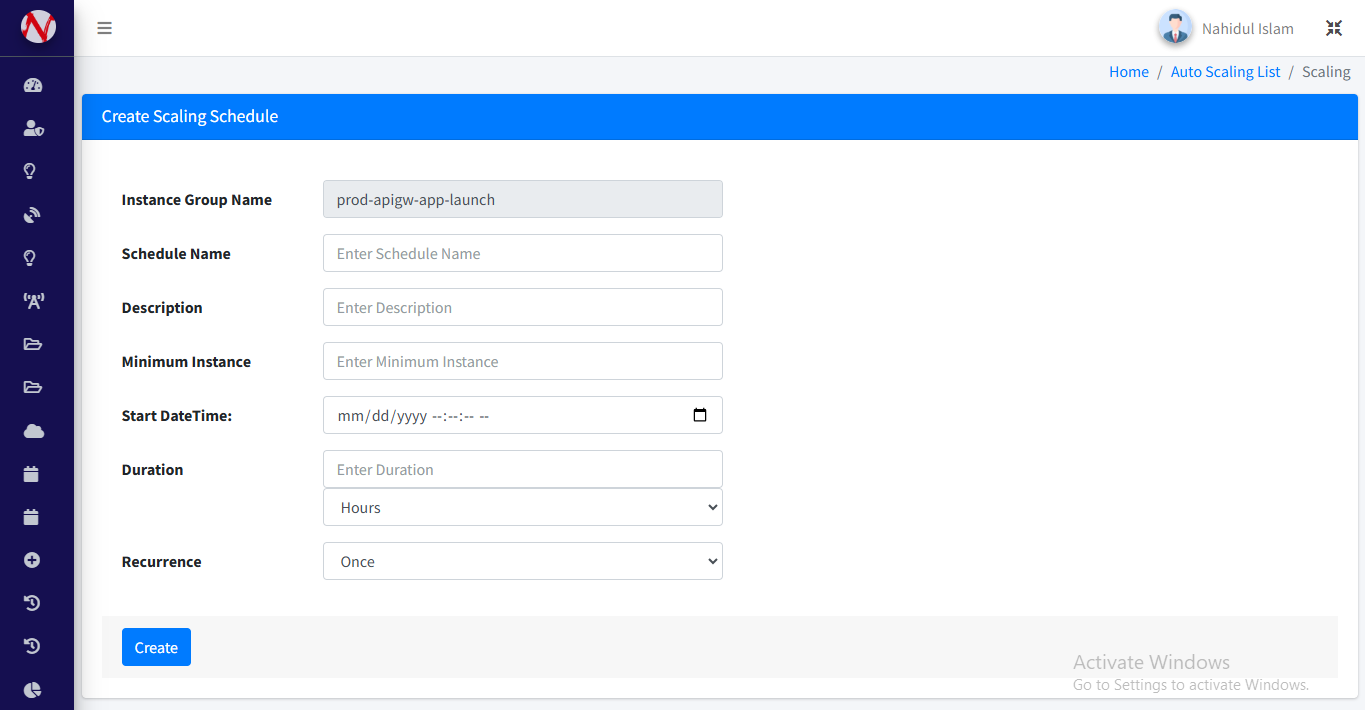 Nahidul Islam
Home / Auto Scaling List / Scaling
Create Scaling Schedule
Instance Group Name
prod-apigw-app-launch
Schedule Name
Enter Schedule Name
Description
Enter Description
Minimum Instance
Enter Minimum Instance
Start DateTime:
mm/dd/yyyy --:--:-- --
Duration
Enter Duration
Hours
Recurrence
Once
Create
Activate Windows
Go to Settings to activate Windows.